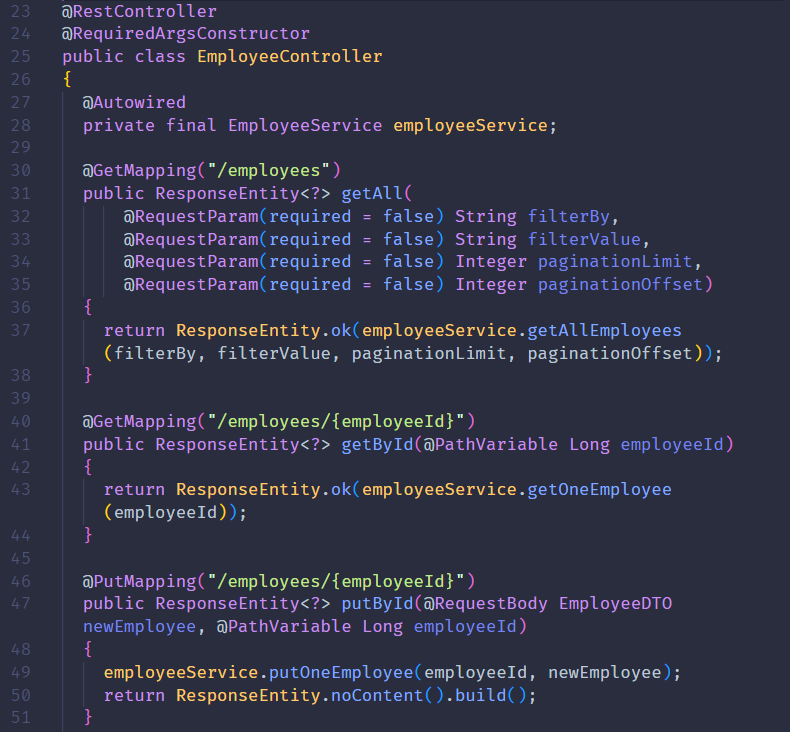 23 @RestController
24 @RequiredArgsConstructor
25 public class EmployeeController
26 {
27 @Autowired
28 private final EmployeeService employeeService;
29
30 @GetMapping("/employees")
31 public ResponseEntity<?> getAll(
32 @RequestParam(required = false) String filterBy,
33 @RequestParam(required = false) String filterValue,
34 @RequestParam(required = false) Integer paginationLimit,
35 @RequestParam(required = false) Integer paginationOffset)
36 {
37 return ResponseEntity.ok(employeeService.getAllEmployees
(filterBy, filterValue, paginationLimit, paginationOffset));
38 }
39
40 @GetMapping("/employees/{employeeId}")
41 public ResponseEntity<?> getById(@PathVariable Long employeeId)
42 {
43 return ResponseEntity.ok(employeeService.getOneEmployee
(employeeId));
44 }
45
46 @PutMapping("/employees/{employeeId}")
47 public ResponseEntity<?> putById(@RequestBody EmployeeDTO
newEmployee, @PathVariable Long employeeId)
48 {
49 employeeService.putOneEmployee(employeeId, newEmployee);
50 return ResponseEntity.noContent().build();
51 }